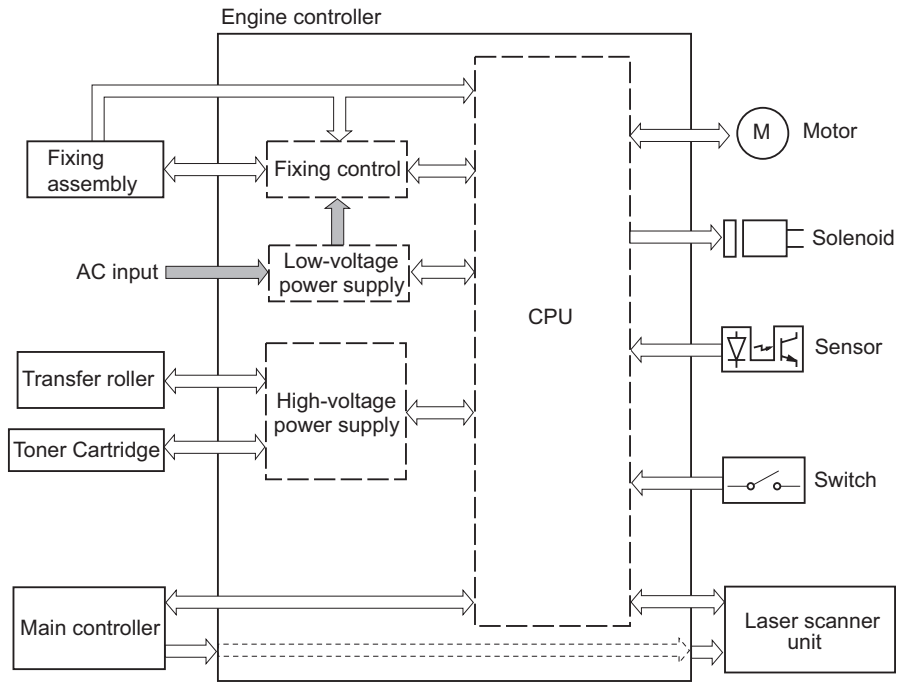 Engine controller
Fixing
assembly
Fixing control
M
Motor
AC input
Low-voltage
power supply
Solenoid
CPU
Sensor
Transfer roller
High-voltage
power supply
Toner Cartridge
Switch
Main controller
Laser scanner
unit